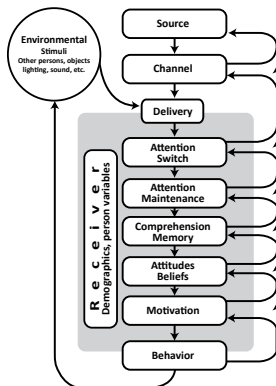 Environmental
Stimuli
Other persons, objects
lighting, sound, etc.
Source
Channel
Delivery
Receiver
Demographics, person variables
Attention
Switch
Attention
Maintenance
Comprehension
Memory
Attitudes
Beliefs
Motivation
Behavior